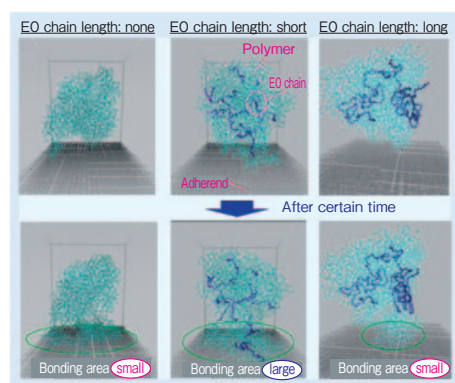 EO chain length: none
EO chain length: short
EO chain length: long
Polymer
EO chain
Adherend
After certain time
Bonding area small
Bonding area large
Bonding area small